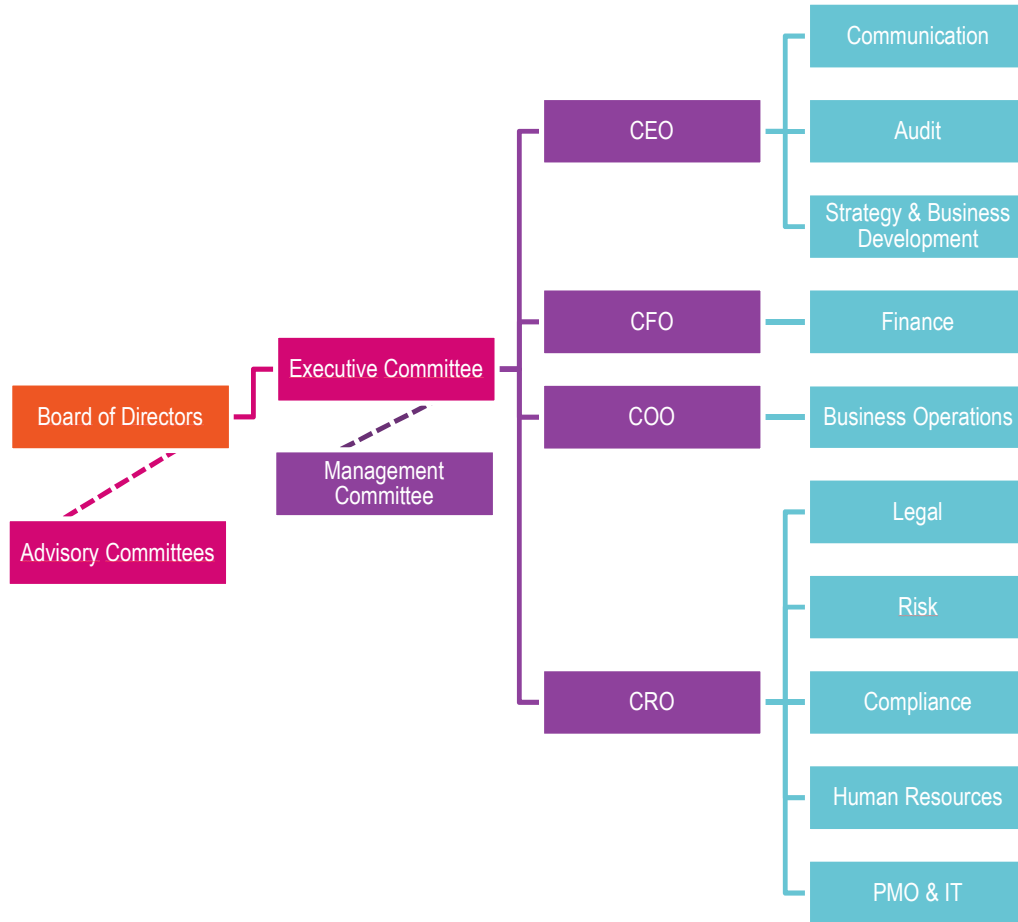 Communication
CEO
Audit
Strategy & Business
Development
CFO
Finance
Executive Committee
Board of Directors
COO
Business Operations
Management
Committee
Legal
Advisory Committees
Risk
CRO
Compliance
Human Resources
PMO & IT